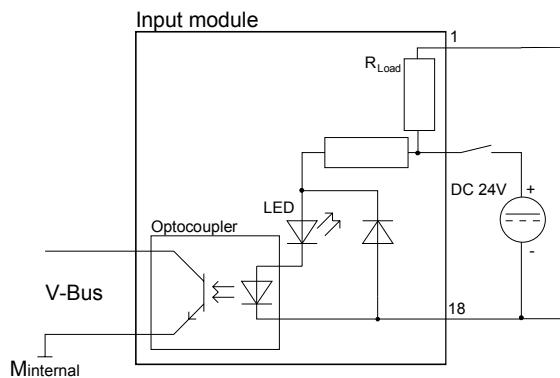 Input module
1
RLoad
DC 24V
+
-
LED
Optocoupler
V-Bus
18
Minternal